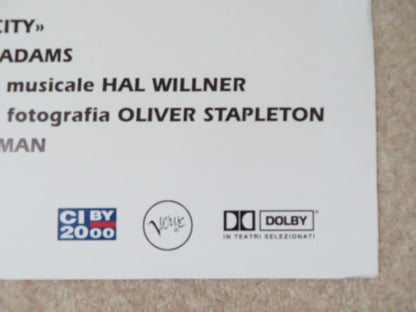 CITY»
ADAMS
musicale HAL WILLNER
fotografia OLIVER STAPLETON
MAN
CI BY
2000
Verve
DOLBY
IN TEATRI SELEZIONATI